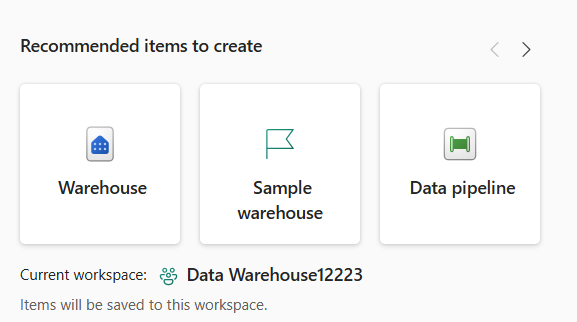 Recommended items to create
Warehouse
Sample
warehouse
Data pipeline
Current workspace: Data Warehouse12223
Items will be saved to this workspace.